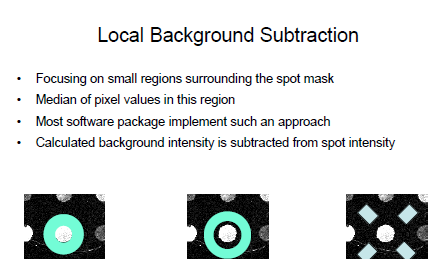 Local Background Subtraction
• Focusing on small regions surrounding the spot mask
• Median of pixel values in this region
• Most software package implement such an approach
• Calculated background intensity is subtracted from spot intensity